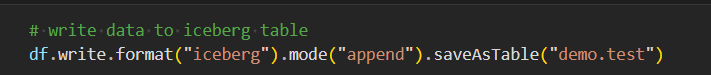 # write data to iceberg table
df.write.format("iceberg").mode("append").saveAsTable("demo.test")